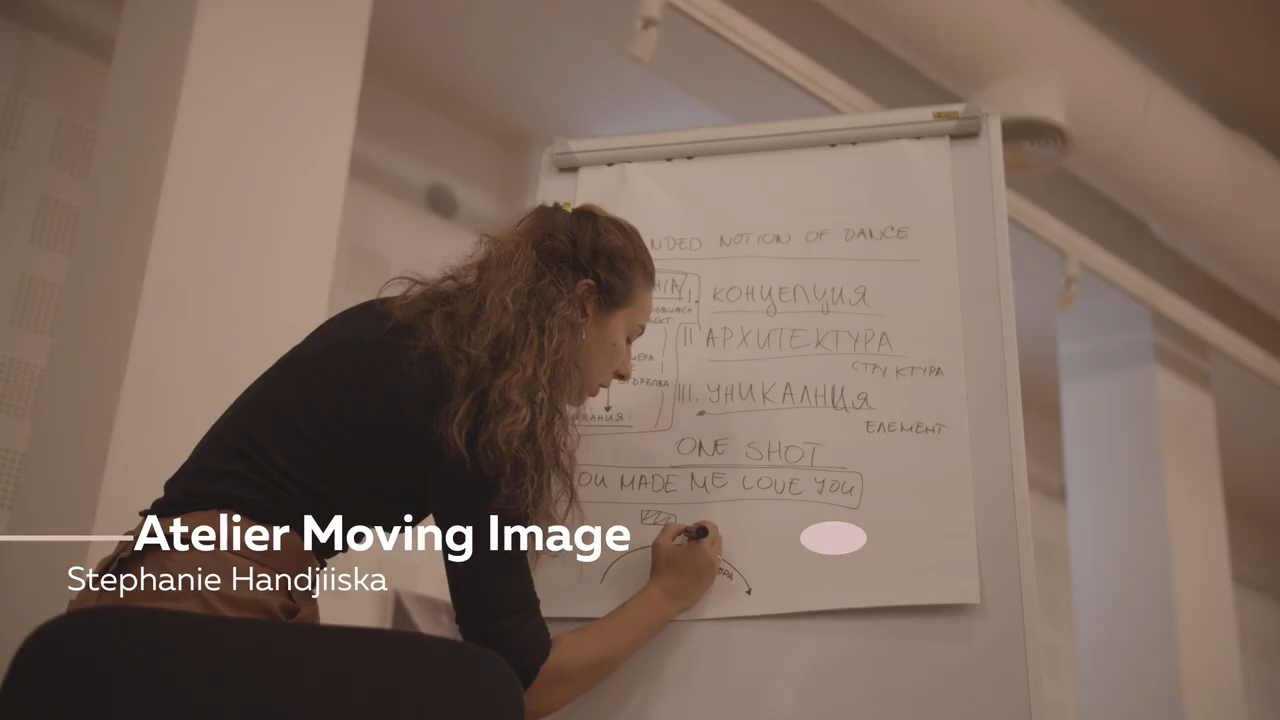 NDED NOTION OF DANCE
I. КОНЦЕПЦИЯ
II АРХИТЕКТУРА
СТРУКТУРА
III. УНИКАЛНИЯ
ЕЛЕМЕНТ
ONE SHOT
OU MADE ME LOVE YOU
Atelier Moving Image
Stephanie Handjiiska